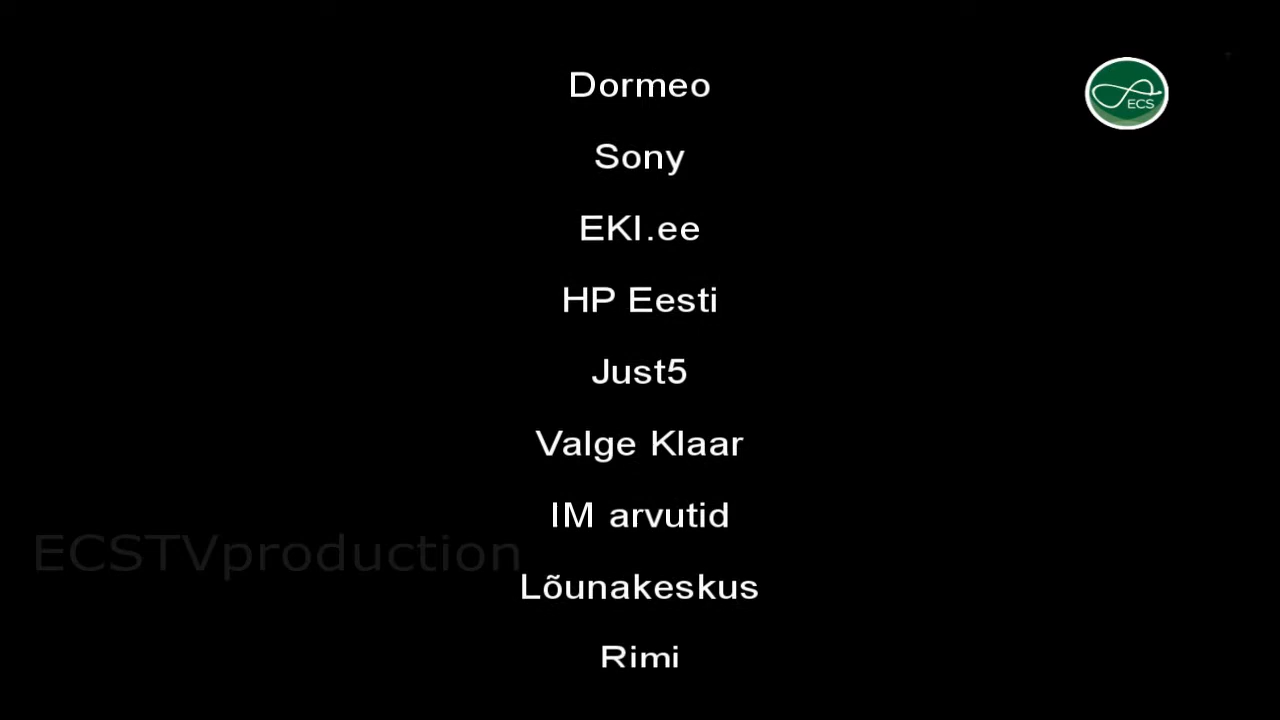 Dormeo
ECS
Sony
EKI.ee
HP Eesti
Just5
Valge Klaar
IM arvutid
ECSTVproduction
Lõunakeskus
Rimi